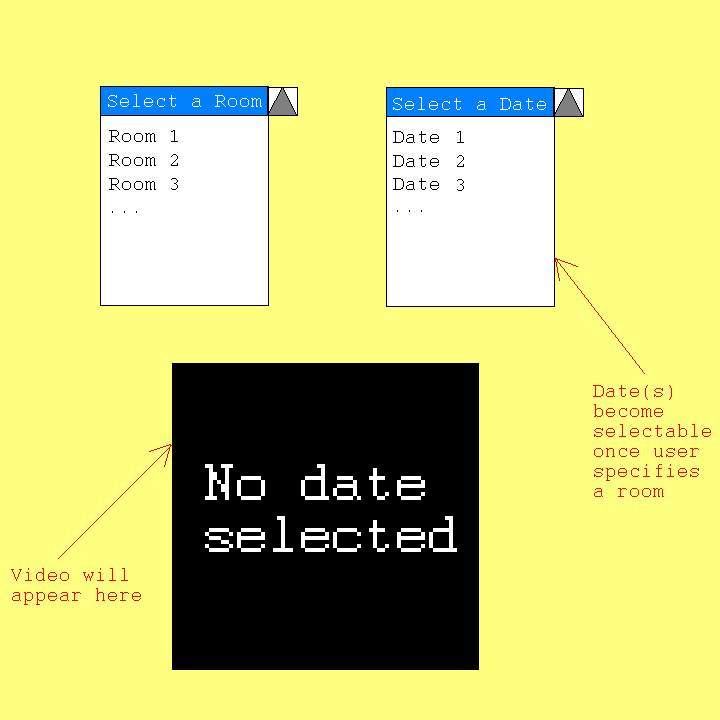 Select a Room
Room 1
Room 2
Room 3
...
Select a Date
Date 1
Date 2
Date 3
...
Date(s)
become
selectable
once user
specifies
a room
No date
selected
Video will
appear here